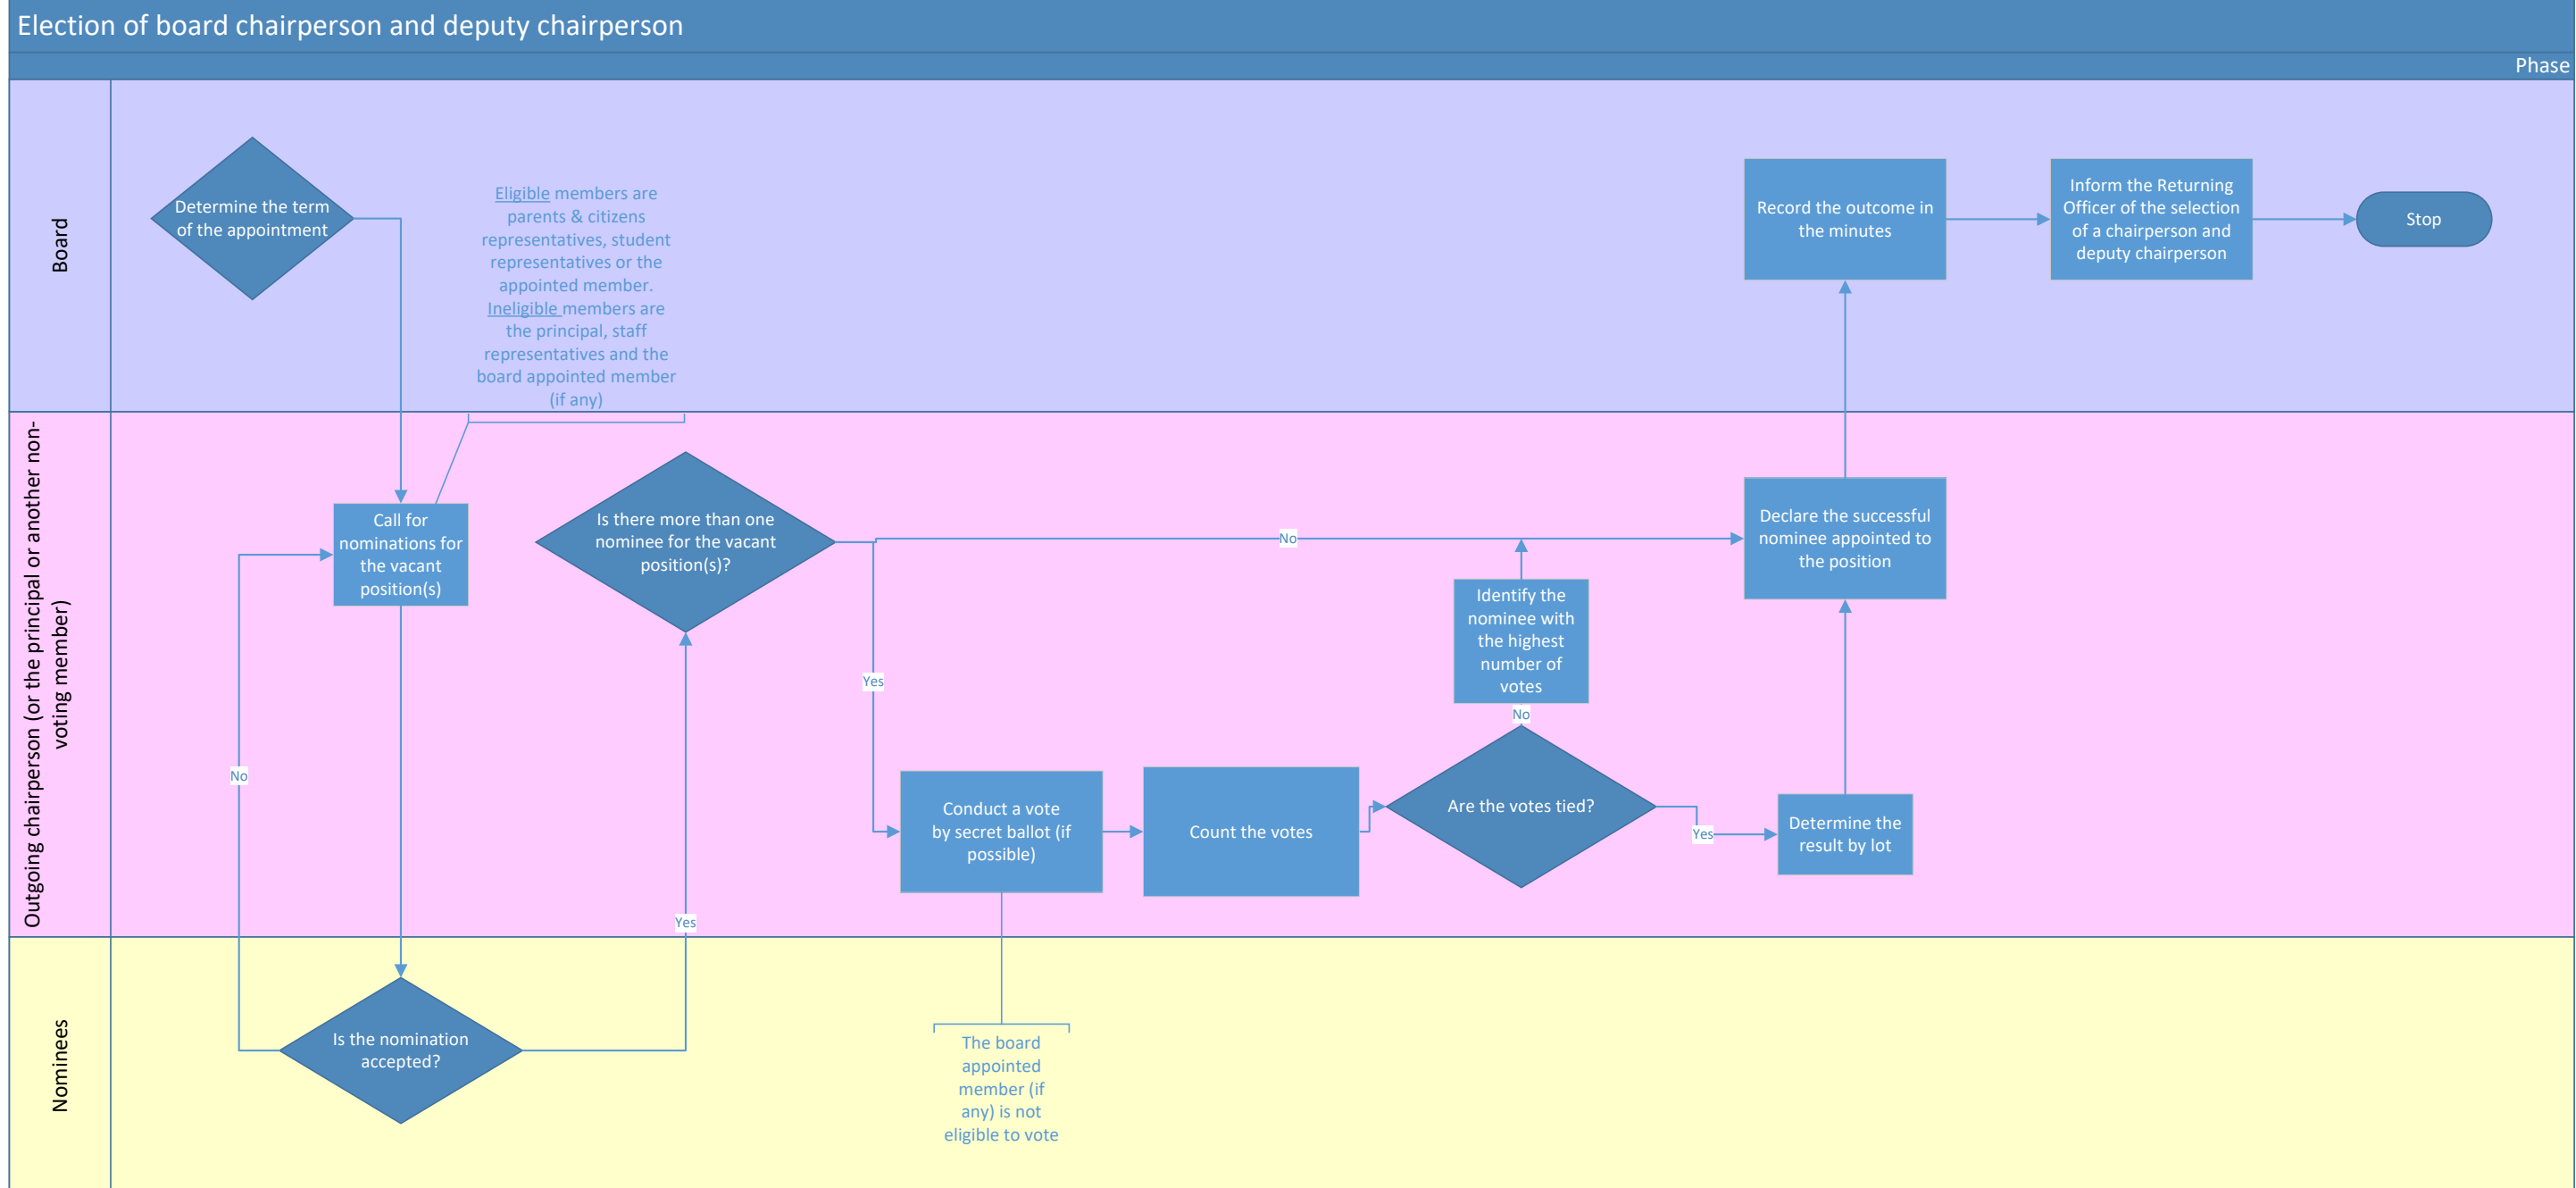 Election of board chairperson and deputy chairperson
Phase
Board
Determine the term
of the appointment
Eligible members are
parents & citizens
representatives, student
representatives or the
appointed member.
Ineligible members are
the principal, staff
representatives and the
board appointed member
(if any)
Record the outcome in
the minutes
Inform the Returning
Officer of the selection
of a chairperson and
deputy chairperson
Stop
Outgoing chairperson (or the principal or another non-
voting member)
Call for
nominations for
the vacant
position(s)
Is there more than one
nominee for the vacant
position(s)?
No
Declare the successful
nominee appointed to
the position
Identify the
nominee with
the highest
number of
votes
Yes
No
No
Conduct a vote
by secret ballot (if
possible)
Count the votes
Are the votes tied?
Yes
Determine the
result by lot
Yes
Nominees
Is the nomination
accepted?
The board
appointed
member (if
any) is not
eligible to vote